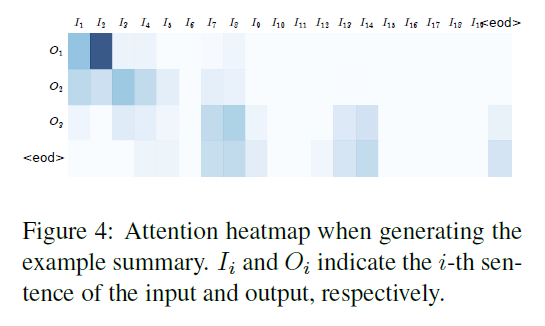 I₁ I₂ I₃ I₄ I₅ I₆ I₇ I₈ I₉ I₁₀ I₁₁ I₁₂ I₁₃ I₁₄ I₁₅ I₁₆ I₁₇ I₁₈ I₁₉<eod>
O₁
O₂
O₃
<eod>
Figure 4: Attention heatmap when generating the
example summary. Iᵢ and Oᵢ indicate the i-th sen-
tence of the input and output, respectively.